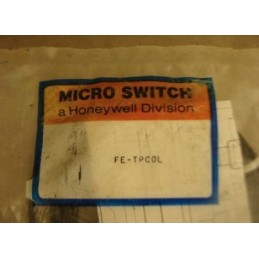 MICRO SWITCH
a Honeywell Division
FE-TPC0L